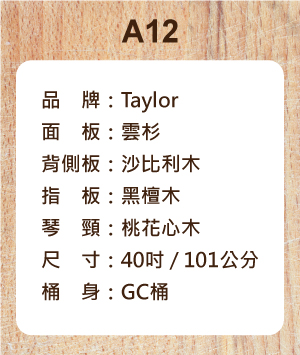 A12
品　牌：Taylor
面　板：雲杉
背側板：沙比利木
指　板：黑檀木
琴　頸：桃花心木
尺　寸：40吋 / 101公分
桶　身：GC桶